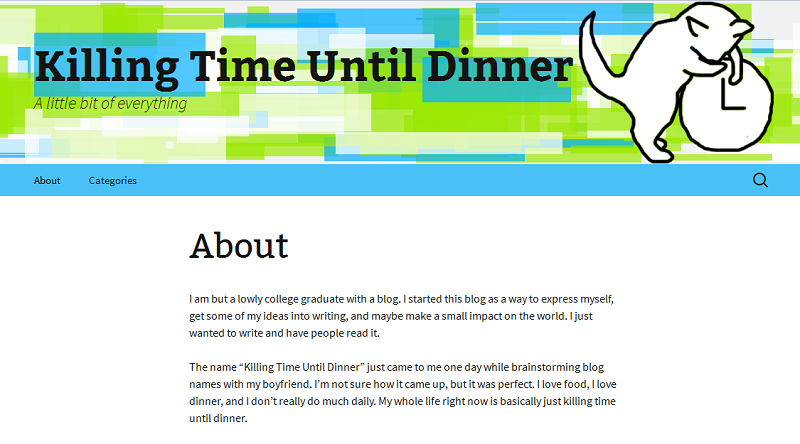 Killing Time Until Dinner
A little bit of everything
About Categories
About
I am but a lowly college graduate with a blog. I started this blog as a way to express myself,
get some of my ideas into writing, and maybe make a small impact on the world. I just
wanted to write and have people read it.
The name “Killing Time Until Dinner” just came to me one day while brainstorming blog
names with my boyfriend. I’m not sure how it came up, but it was perfect. I love food, I love
dinner, and I don’t really do much daily. My whole life right now is basically just killing time
until dinner.